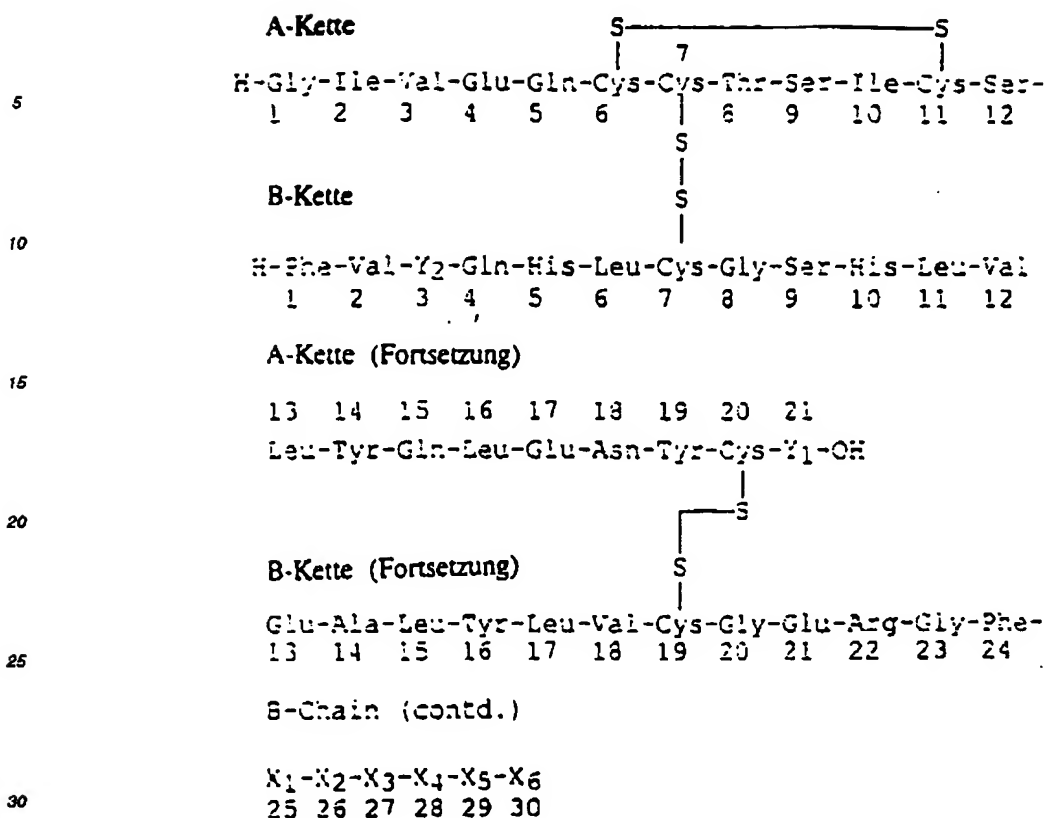 A-Kette
S S
7
H-Gly-Ile-Val-Glu-Gln-Cys-Cys-Thr-Ser-Ile-Cys-Ser-
5
1 2 3 4 5 6 8 9 10 11 12
S
B-Kette
S
10
H-Phe-Val-Y2-Gln-His-Leu-Cys-Gly-Ser-His-Leu-Val
1 2 3 4 5 6 7 8 9 10 11 12
A-Kette (Fortsetzung)
15
13 14 15 16 17 18 19 20 21
Leu-Tyr-Gln-Leu-Glu-Asn-Tyr-Cys-Y1-OH
20
S
B-Kette (Fortsetzung)
S
Glu-Ala-Leu-Tyr-Leu-Val-Cys-Gly-Glu-Arg-Gly-Phe-
25
13 14 15 16 17 18 19 20 21 22 23 24
B-Chain (contd.)
X1-X2-X3-X4-X5-X6
30
25 26 27 28 29 30